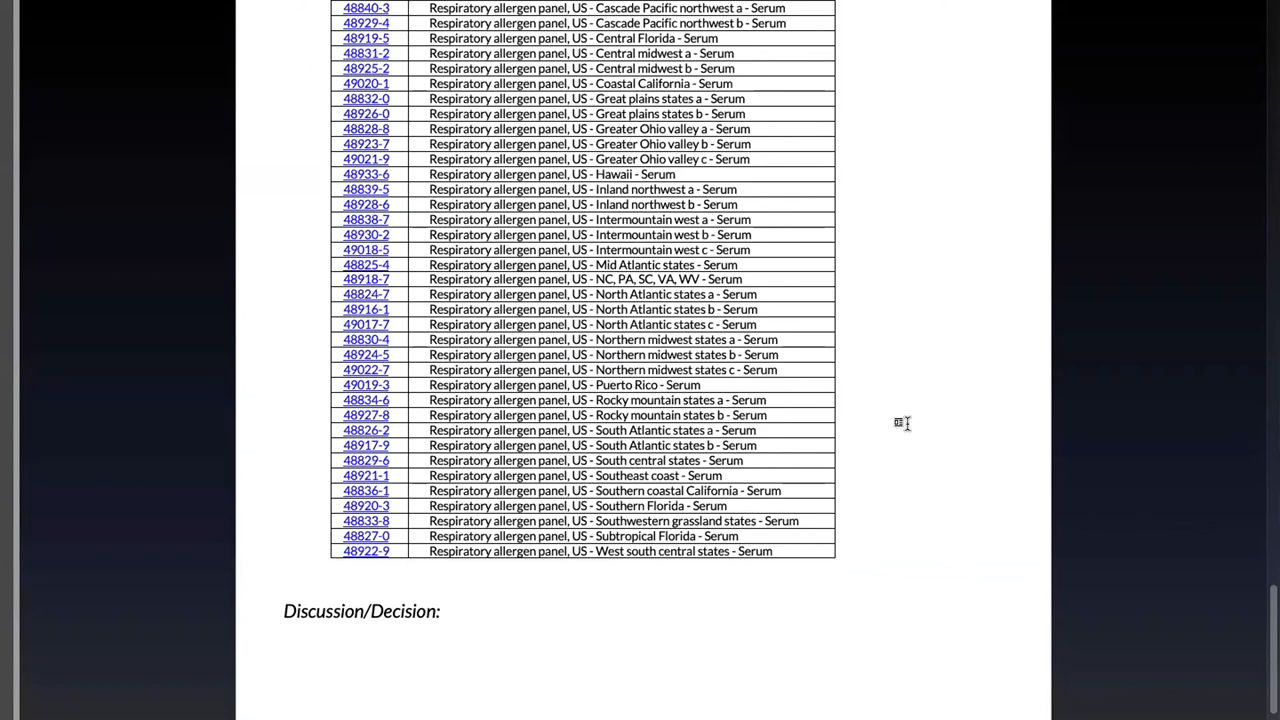 48840-3 Respiratory allergen panel, US - Cascade Pacific northwest a - Serum
48929-4 Respiratory allergen panel, US - Cascade Pacific northwest b - Serum
48919-5 Respiratory allergen panel, US - Central Florida - Serum
48831-2 Respiratory allergen panel, US - Central midwest a - Serum
48925-2 Respiratory allergen panel, US - Central midwest b - Serum
49020-1 Respiratory allergen panel, US - Coastal California - Serum
48832-0 Respiratory allergen panel, US - Great plains states a - Serum
48926-0 Respiratory allergen panel, US - Great plains states b - Serum
48828-8 Respiratory allergen panel, US - Greater Ohio valley a - Serum
48923-7 Respiratory allergen panel, US - Greater Ohio valley b - Serum
49021-9 Respiratory allergen panel, US - Greater Ohio valley c - Serum
48933-6 Respiratory allergen panel, US - Hawaii - Serum
48839-5 Respiratory allergen panel, US - Inland northwest a - Serum
48928-6 Respiratory allergen panel, US - Inland northwest b - Serum
48838-7 Respiratory allergen panel, US - Intermountain west a - Serum
48930-2 Respiratory allergen panel, US - Intermountain west b - Serum
49018-5 Respiratory allergen panel, US - Intermountain west c - Serum
48825-4 Respiratory allergen panel, US - Mid Atlantic states - Serum
48918-7 Respiratory allergen panel, US - NC, PA, SC, VA, WV - Serum
48824-7 Respiratory allergen panel, US - North Atlantic states a - Serum
48916-1 Respiratory allergen panel, US - North Atlantic states b - Serum
49017-7 Respiratory allergen panel, US - North Atlantic states c - Serum
48830-4 Respiratory allergen panel, US - Northern midwest states a - Serum
48924-5 Respiratory allergen panel, US - Northern midwest states b - Serum
49022-7 Respiratory allergen panel, US - Northern midwest states c - Serum
49019-3 Respiratory allergen panel, US - Puerto Rico - Serum
48834-6 Respiratory allergen panel, US - Rocky mountain states a - Serum
48927-8 Respiratory allergen panel, US - Rocky mountain states b - Serum
48826-2 Respiratory allergen panel, US - South Atlantic states a - Serum
48917-9 Respiratory allergen panel, US - South Atlantic states b - Serum
48829-6 Respiratory allergen panel, US - South central states - Serum
48921-1 Respiratory allergen panel, US - Southeast coast - Serum
48836-1 Respiratory allergen panel, US - Southern coastal California - Serum
48920-3 Respiratory allergen panel, US - Southern Florida - Serum
48833-8 Respiratory allergen panel, US - Southwestern grassland states - Serum
48827-0 Respiratory allergen panel, US - Subtropical Florida - Serum
48922-9 Respiratory allergen panel, US - West south central states - Serum
Discussion/Decision: